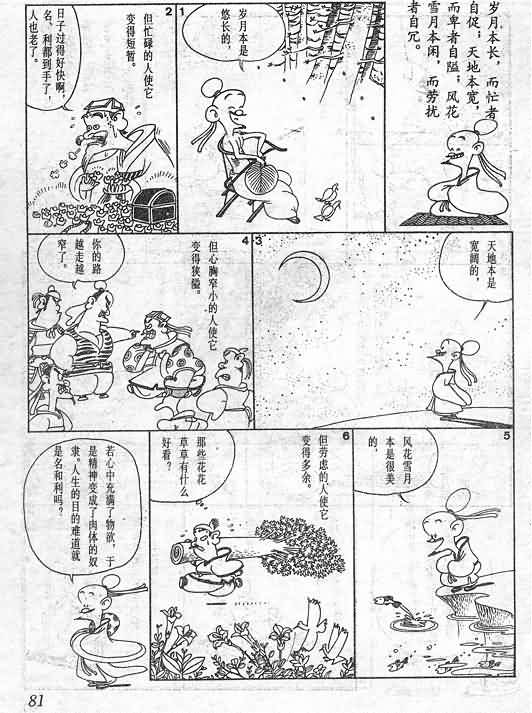 岁月本长，而忙者
自促；天地本宽，
而卑者自隘；风花
雪月本闲，而劳扰
者自冗。
1
岁月本是
悠长的，
2
但忙碌的人使它
变得短暂。
日子过得好快啊，
名、利都到手了，
人也老了。
3
天地本是
宽阔的，
4
但心胸窄小的人使它
变得狭隘。
你的路
越走越
窄了。
5
风花雪月
本是很美
的，
6
但劳虑的人使它
变得多余。
那些花花
草草有什么
好看？
若心中充满了物欲，于
是精神变成了肉体的奴
隶。人生的目的难道就
是名和利吗？
81